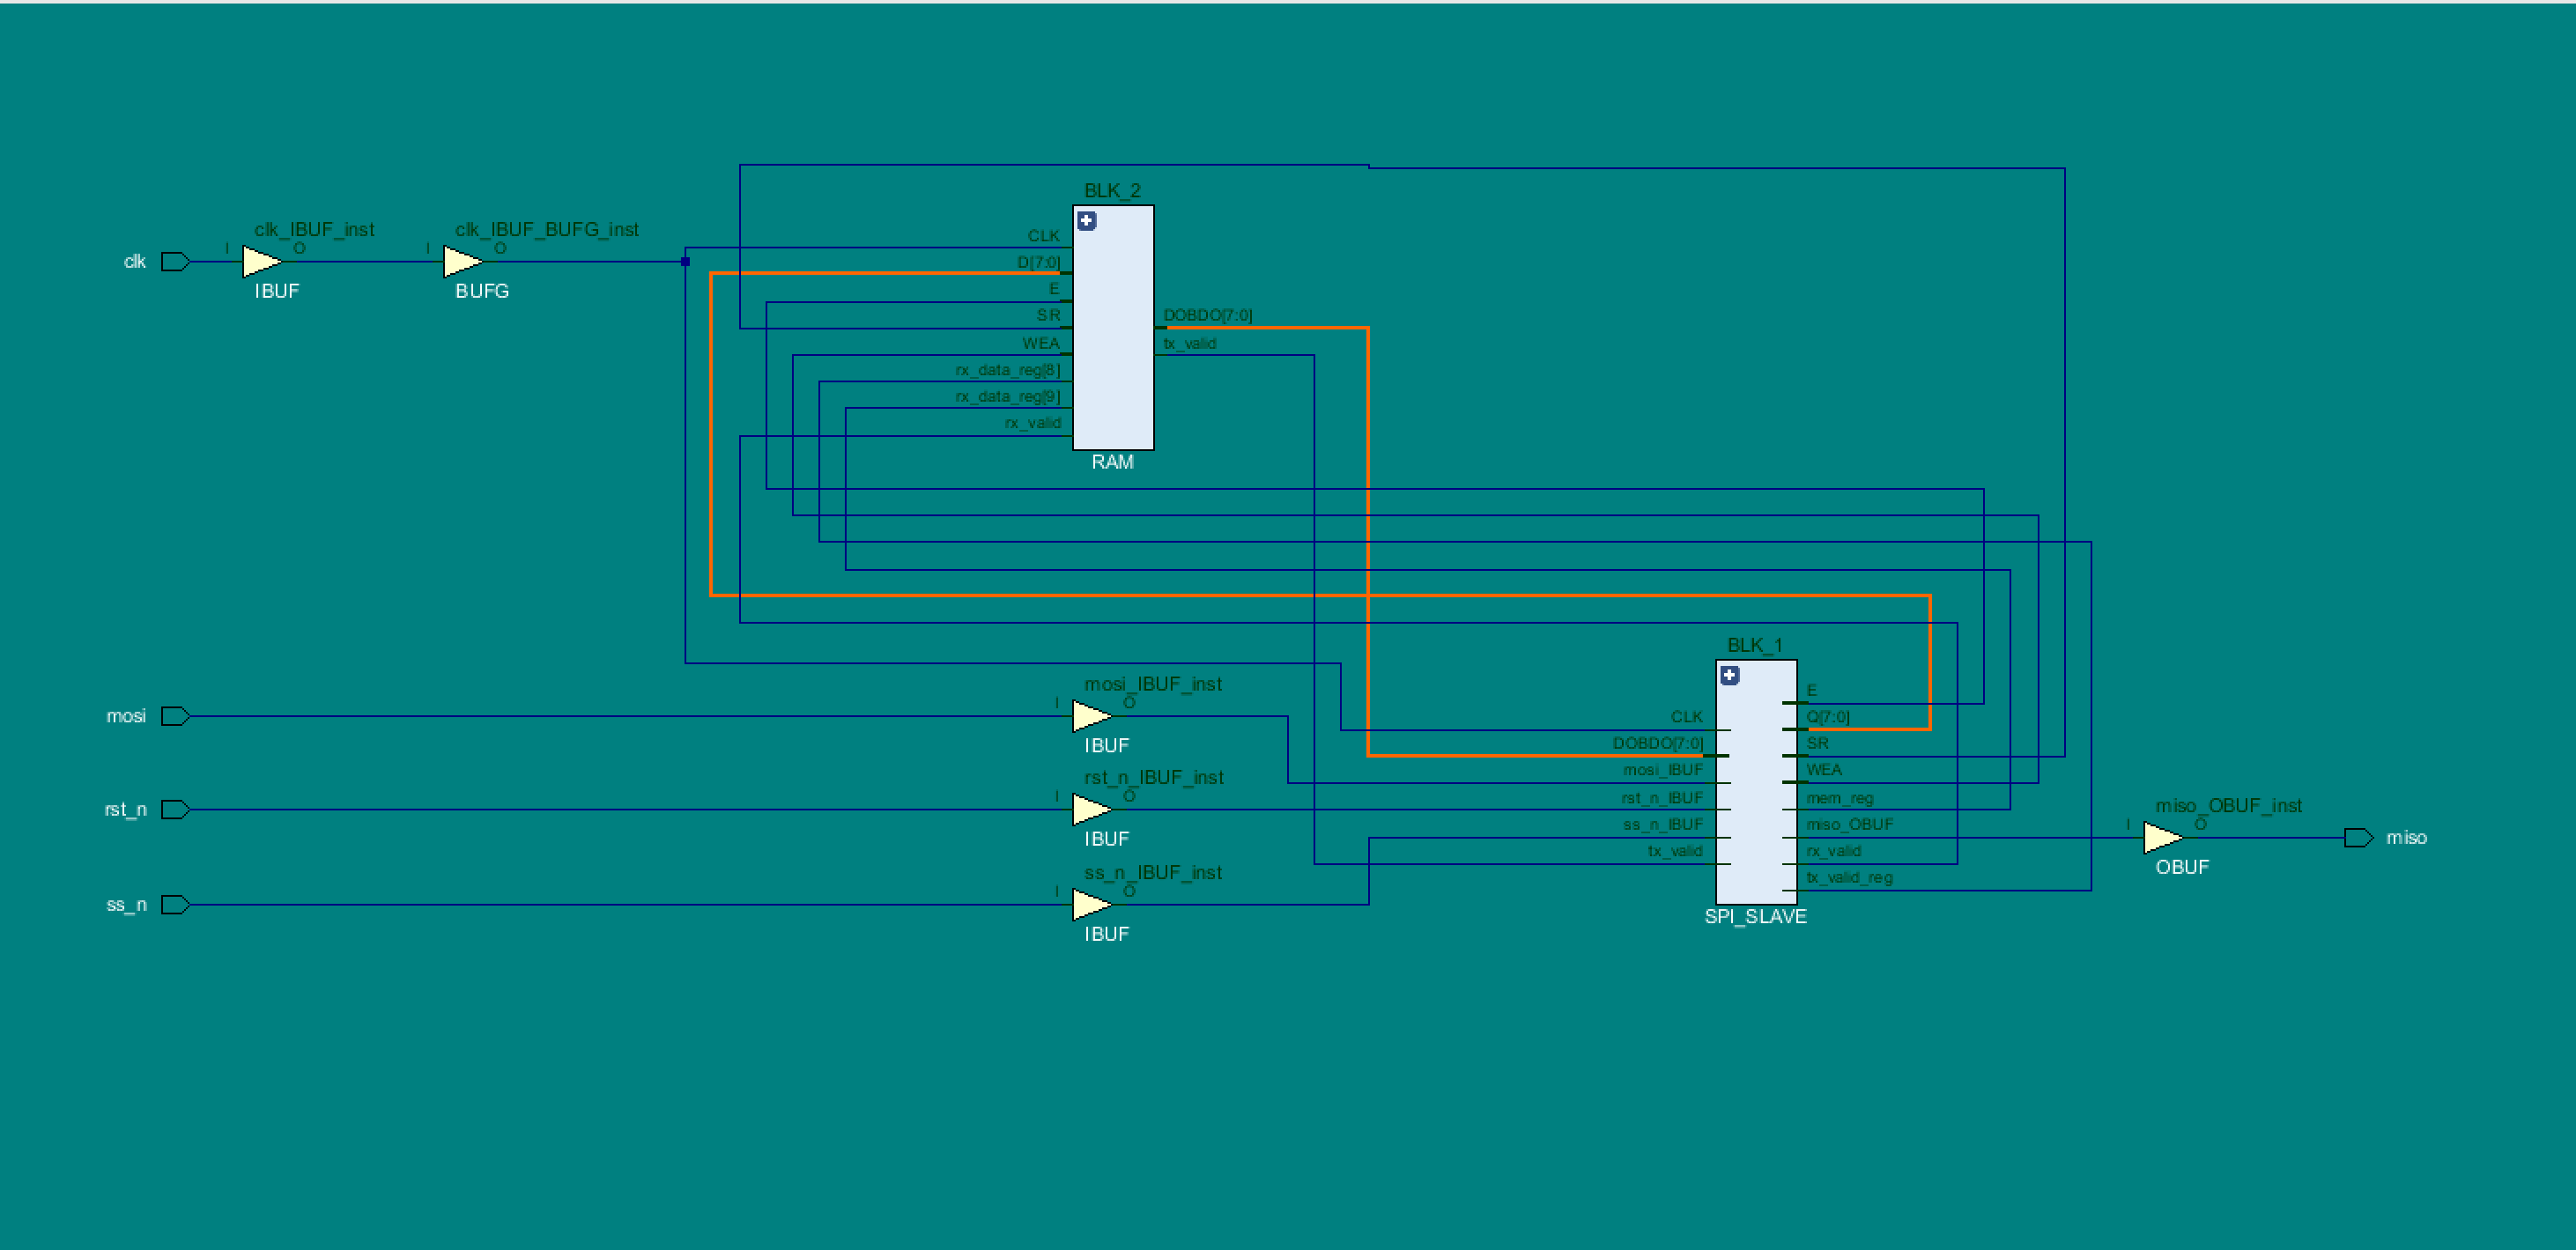 BLK_2
clk_IBUF_inst
clk_IBUF_BUFG_inst
clk
I
O
I
O
IBUF
BUFG
CLK
D[7:0]
E
SR
WEA
rx_data_reg[8]
rx_data_reg[9]
rx_valid
DOBDO[7:0]
tx_valid
RAM
mosi
mosi_IBUF_inst
I
O
IBUF
rst_n
rst_n_IBUF_inst
I
O
IBUF
ss_n
ss_n_IBUF_inst
I
O
IBUF
BLK_1
CLK
DOBDO[7:0]
mosi_IBUF
rst_n_IBUF
ss_n_IBUF
tx_valid
E
Q[7:0]
SR
WEA
mem_reg
miso_OBUF
rx_valid
tx_valid_reg
SPI_SLAVE
miso_OBUF_inst
I
O
OBUF
miso